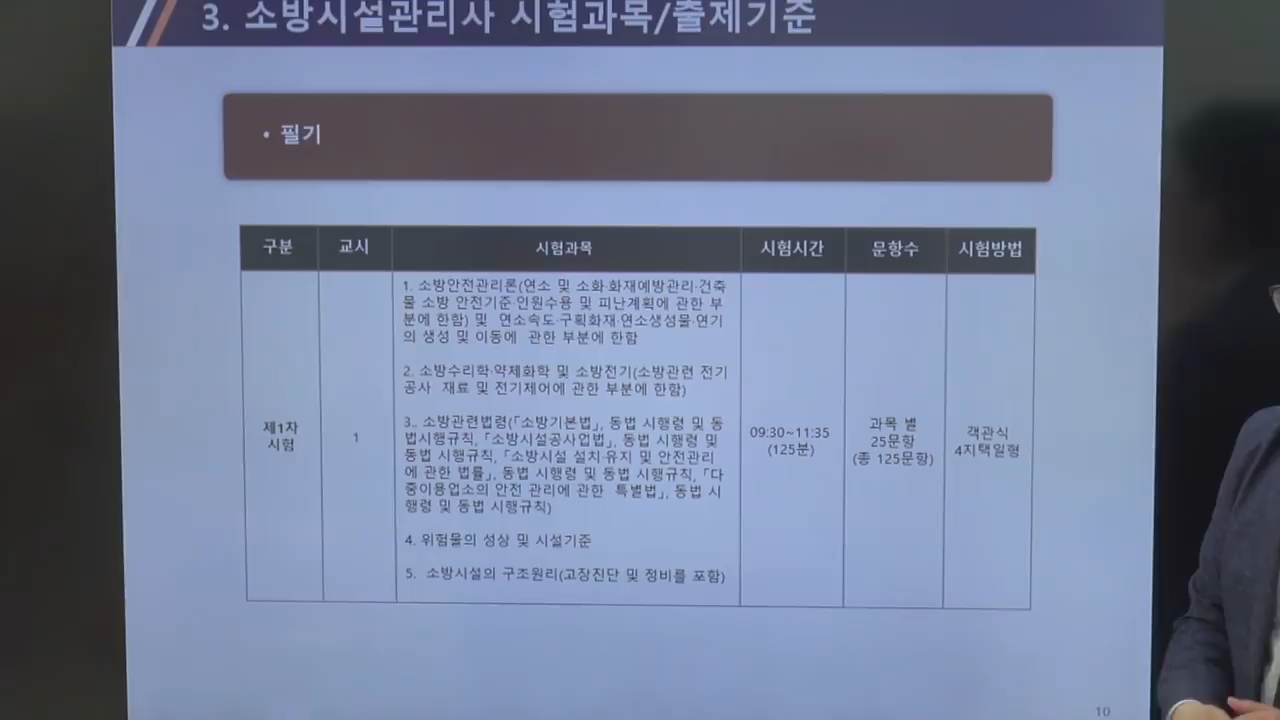 3. 소방시설관리사 시험과목/출제기준
• 필기
구분 교시 시험과목 시험시간 문항수 시험방법
제1차
시험
1
1. 소방안전관리론(연소 및 소화·화재예방관리·건축
물 소방 안전기준·인원수용 및 피난계획에 관한 부
분에 한함) 및 연소속도·구획화재·연소생성물·연기
의 생성 및 이동에 관한 부분에 한함
2. 소방수리학·약제화학 및 소방전기(소방관련 전기
공사 재료 및 전기제어에 관한 부분에 한함)
3.. 소방관련법령(「소방기본법」, 동법 시행령 및 동
법시행규칙, 「소방시설공사업법」, 동법 시행령 및
동법 시행규칙, 「소방시설 설치·유지 및 안전관리
에 관한 법률」, 동법 시행령 및 동법 시행규칙, 「다
중이용업소의 안전 관리에 관한 특별법」, 동법 시
행령 및 동법 시행규칙)
4. 위험물의 성상 및 시설기준
5. 소방시설의 구조원리(고장진단 및 정비를 포함)
09:30~11:35
(125분)
과목 별
25문항
(총 125문항)
객관식
4지택일형
10